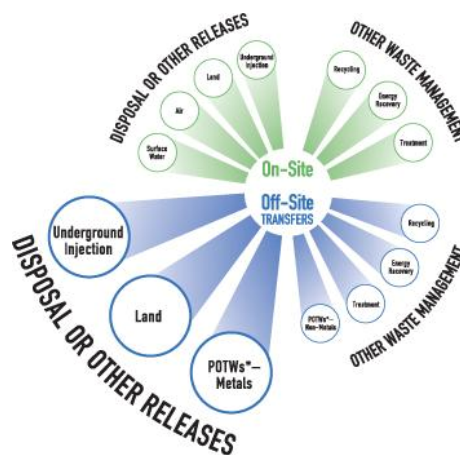 DISPOSAL OR OTHER RELEASES
Surface
Water
Air
Land
Underground
Injection
OTHER WASTE MANAGEMENT
Recycling
Energy
Recovery
Treatment
On-Site
Off-Site
TRANSFERS
DISPOSAL OR OTHER RELEASES
Underground
Injection
Land
POTWs*—
Metals
POTWs*—
Non-Metals
Treatment
Energy
Recovery
Recycling
OTHER WASTE MANAGEMENT